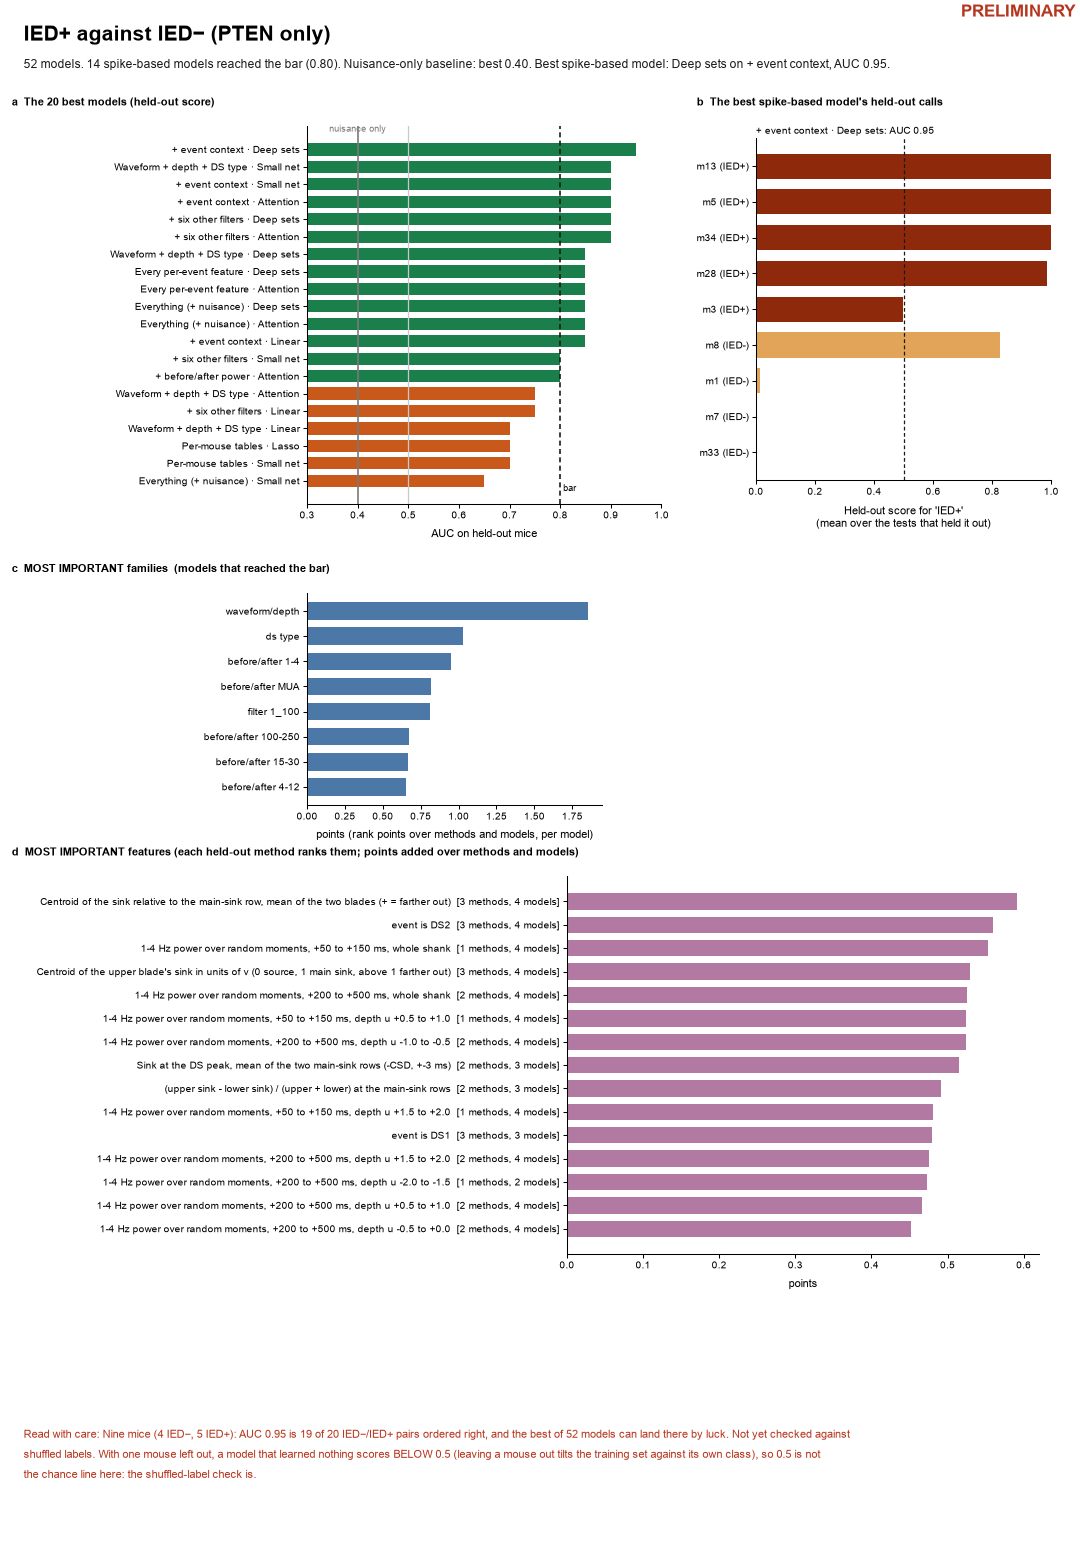 PRELIMINARY
IED+ against IED− (PTEN only)
52 models. 14 spike-based models reached the bar (0.80). Nuisance-only baseline: best 0.40. Best spike-based model: Deep sets on + event context, AUC 0.95.
a The 20 best models (held-out score)
nuisance only
+ event context · Deep sets
Waveform + depth + DS type · Small net
+ event context · Small net
+ event context · Attention
+ six other filters · Deep sets
+ six other filters · Attention
Waveform + depth + DS type · Deep sets
Every per-event feature · Deep sets
Every per-event feature · Attention
Everything (+ nuisance) · Deep sets
Everything (+ nuisance) · Attention
+ event context · Linear
+ six other filters · Small net
+ before/after power · Attention
Waveform + depth + DS type · Attention
+ six other filters · Linear
Waveform + depth + DS type · Linear
Per-mouse tables · Lasso
Per-mouse tables · Small net
Everything (+ nuisance) · Small net
bar
0.3 0.4 0.5 0.6 0.7 0.8 0.9 1.0
AUC on held-out mice
b The best spike-based model's held-out calls
+ event context · Deep sets: AUC 0.95
m13 (IED+)
m5 (IED+)
m34 (IED+)
m28 (IED+)
m3 (IED+)
m8 (IED-)
m1 (IED-)
m7 (IED-)
m33 (IED-)
0.0 0.2 0.4 0.6 0.8 1.0
Held-out score for 'IED+'
(mean over the tests that held it out)
c MOST IMPORTANT families (models that reached the bar)
waveform/depth
ds type
before/after 1-4
before/after MUA
filter 1_100
before/after 100-250
before/after 15-30
before/after 4-12
0.00 0.25 0.50 0.75 1.00 1.25 1.50 1.75
points (rank points over methods and models, per model)
d MOST IMPORTANT features (each held-out method ranks them; points added over methods and models)
Centroid of the sink relative to the main-sink row, mean of the two blades (+ = farther out) [3 methods, 4 models]
event is DS2 [3 methods, 4 models]
1-4 Hz power over random moments, +50 to +150 ms, whole shank [1 methods, 4 models]
Centroid of the upper blade's sink in units of v (0 source, 1 main sink, above 1 farther out) [3 methods, 4 models]
1-4 Hz power over random moments, +200 to +500 ms, whole shank [2 methods, 4 models]
1-4 Hz power over random moments, +50 to +150 ms, depth u +0.5 to +1.0 [1 methods, 4 models]
1-4 Hz power over random moments, +200 to +500 ms, depth u -1.0 to -0.5 [2 methods, 4 models]
Sink at the DS peak, mean of the two main-sink rows (-CSD, +-3 ms) [2 methods, 3 models]
(upper sink - lower sink) / (upper + lower) at the main-sink rows [2 methods, 3 models]
1-4 Hz power over random moments, +50 to +150 ms, depth u +1.5 to +2.0 [1 methods, 4 models]
event is DS1 [3 methods, 3 models]
1-4 Hz power over random moments, +200 to +500 ms, depth u +1.5 to +2.0 [2 methods, 4 models]
1-4 Hz power over random moments, +200 to +500 ms, depth u -2.0 to -1.5 [1 methods, 2 models]
1-4 Hz power over random moments, +200 to +500 ms, depth u +0.5 to +1.0 [2 methods, 4 models]
1-4 Hz power over random moments, +200 to +500 ms, depth u -0.5 to +0.0 [2 methods, 4 models]
0.0 0.1 0.2 0.3 0.4 0.5 0.6
points
Read with care: Nine mice (4 IED−, 5 IED+): AUC 0.95 is 19 of 20 IED−/IED+ pairs ordered right, and the best of 52 models can land there by luck. Not yet checked against
shuffled labels. With one mouse left out, a model that learned nothing scores BELOW 0.5 (leaving a mouse out tilts the training set against its own class), so 0.5 is not
the chance line here: the shuffled-label check is.